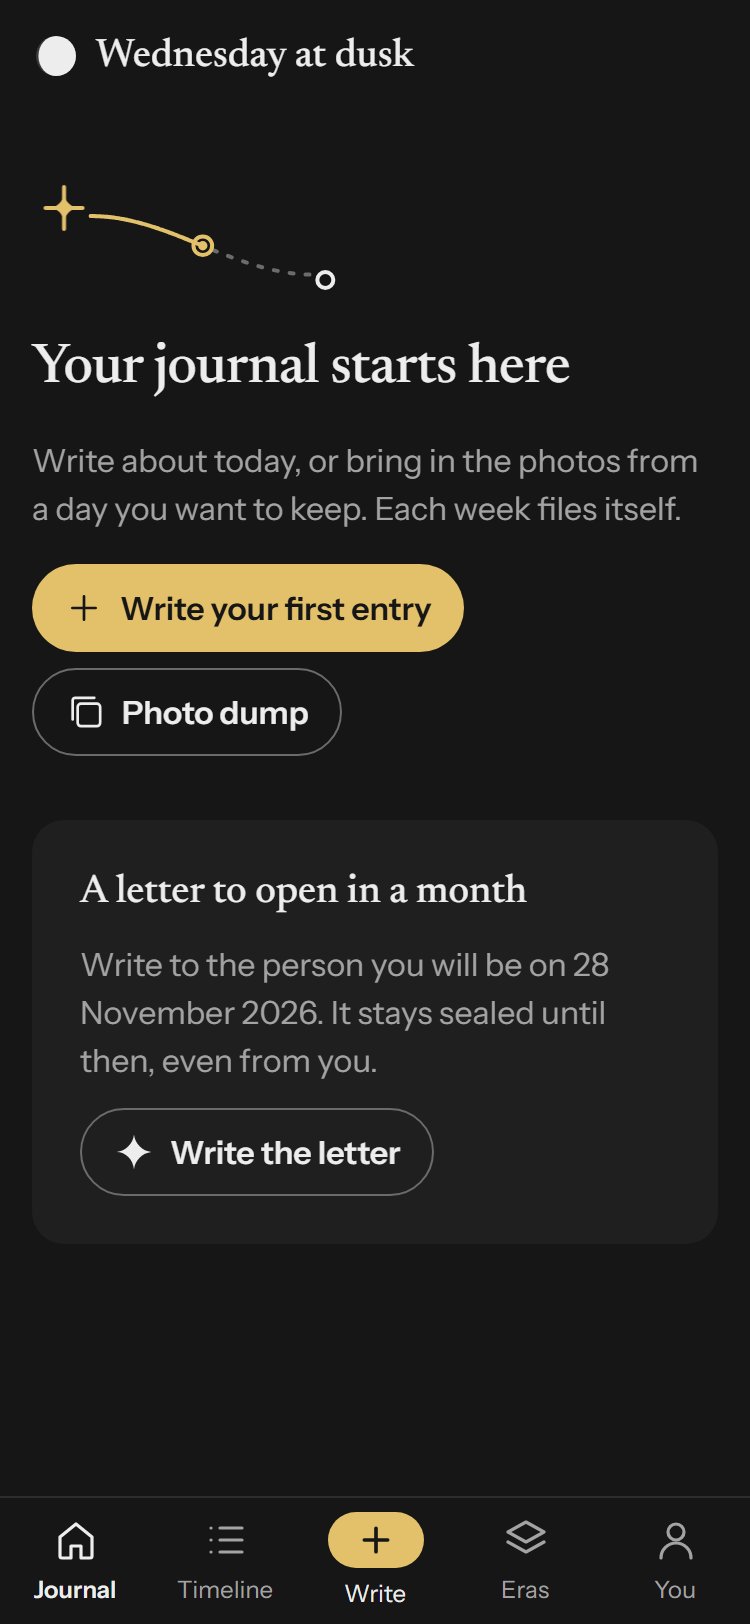 Wednesday at dusk
Your journal starts here
Write about today, or bring in the photos from
a day you want to keep. Each week files itself.
Write your first entry
Photo dump
A letter to open in a month
Write to the person you will be on 28
November 2026. It stays sealed until
then, even from you.
Write the letter
Journal
Timeline
Write
Eras
You